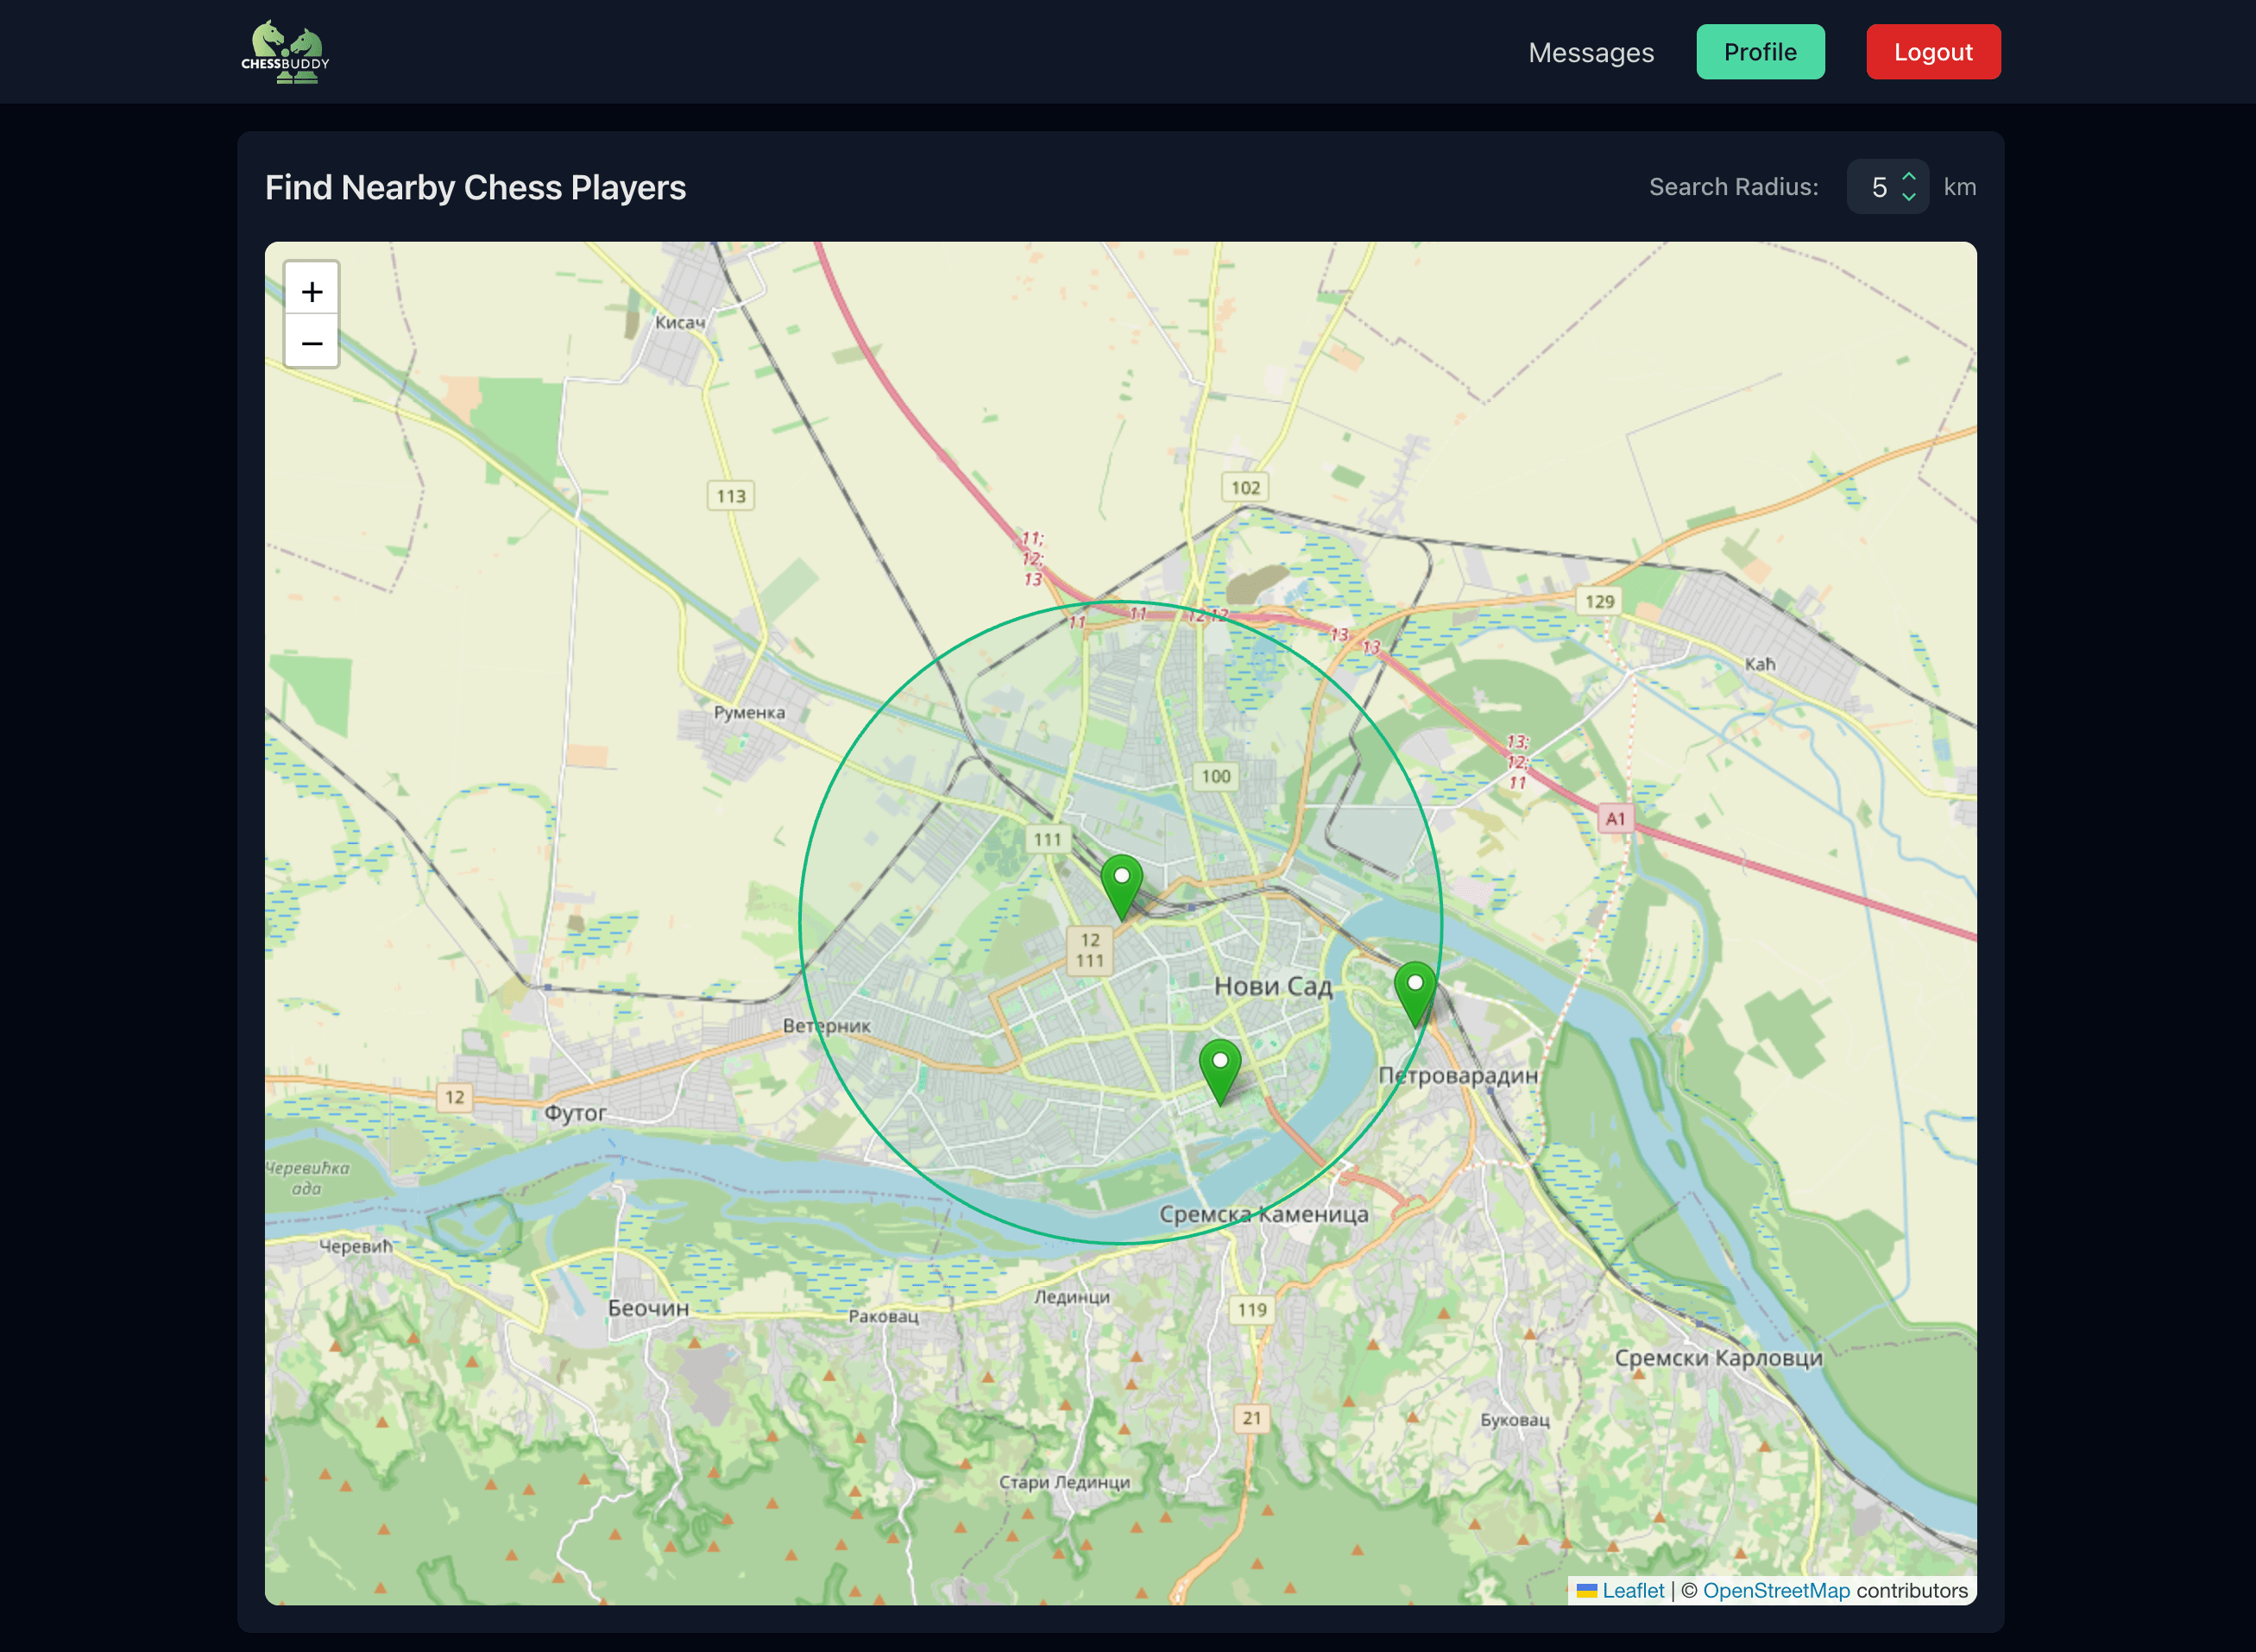 CHESSBUDDY
Messages
Profile
Logout
Find Nearby Chess Players
Search Radius:
5
km
+
−
Кисач
113
102
11;
12;
13
11
11
12
12
13
13
129
Каћ
Руменка
13;
12;
11
100
A1
111
12
111
Нови Сад
Ветерник
Петроварадин
12
Футог
Черевићка
ада
Сремска Каменица
Черевић
Беочин
Раковац
Лединци
119
Сремски Карловци
21
Буковац
Стари Лединци
Leaflet | © OpenStreetMap contributors